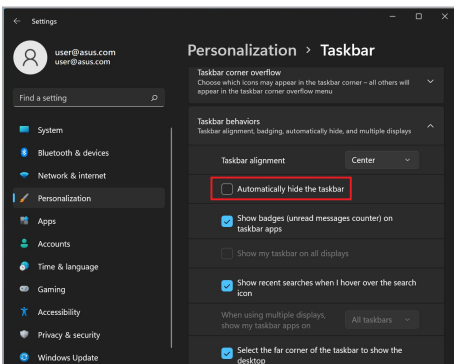 Settings
user@asus.com
user@asus.com
Find a setting
System
Bluetooth & devices
Network & internet
Personalization
Apps
Accounts
Time & language
Gaming
Accessibility
Privacy & security
Windows Update
Personalization > Taskbar
Taskbar corner overflow
Choose which icons may appear in the taskbar corner – all others will
appear in the taskbar corner overflow menu
Taskbar behaviors
Taskbar alignment, badging, automatically hide, and multiple displays
Taskbar alignment
Center
Automatically hide the taskbar
Show badges (unread messages counter) on
taskbar apps
Show my taskbar on all displays
Show recent searches when I hover over the search
icon
When using multiple displays,
show my taskbar apps on
All taskbars
Select the far corner of the taskbar to show the
desktop